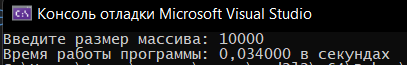 Консоль отладки Microsoft Visual Studio
Введите размер массива: 10000
Время работы программы: 0,034000 в секундах